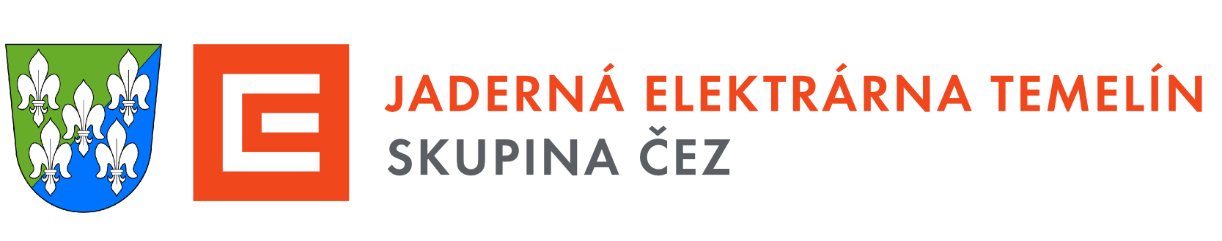 JADERNÁ ELEKTRÁRNA TEMELÍN
SKUPINA ČEZ